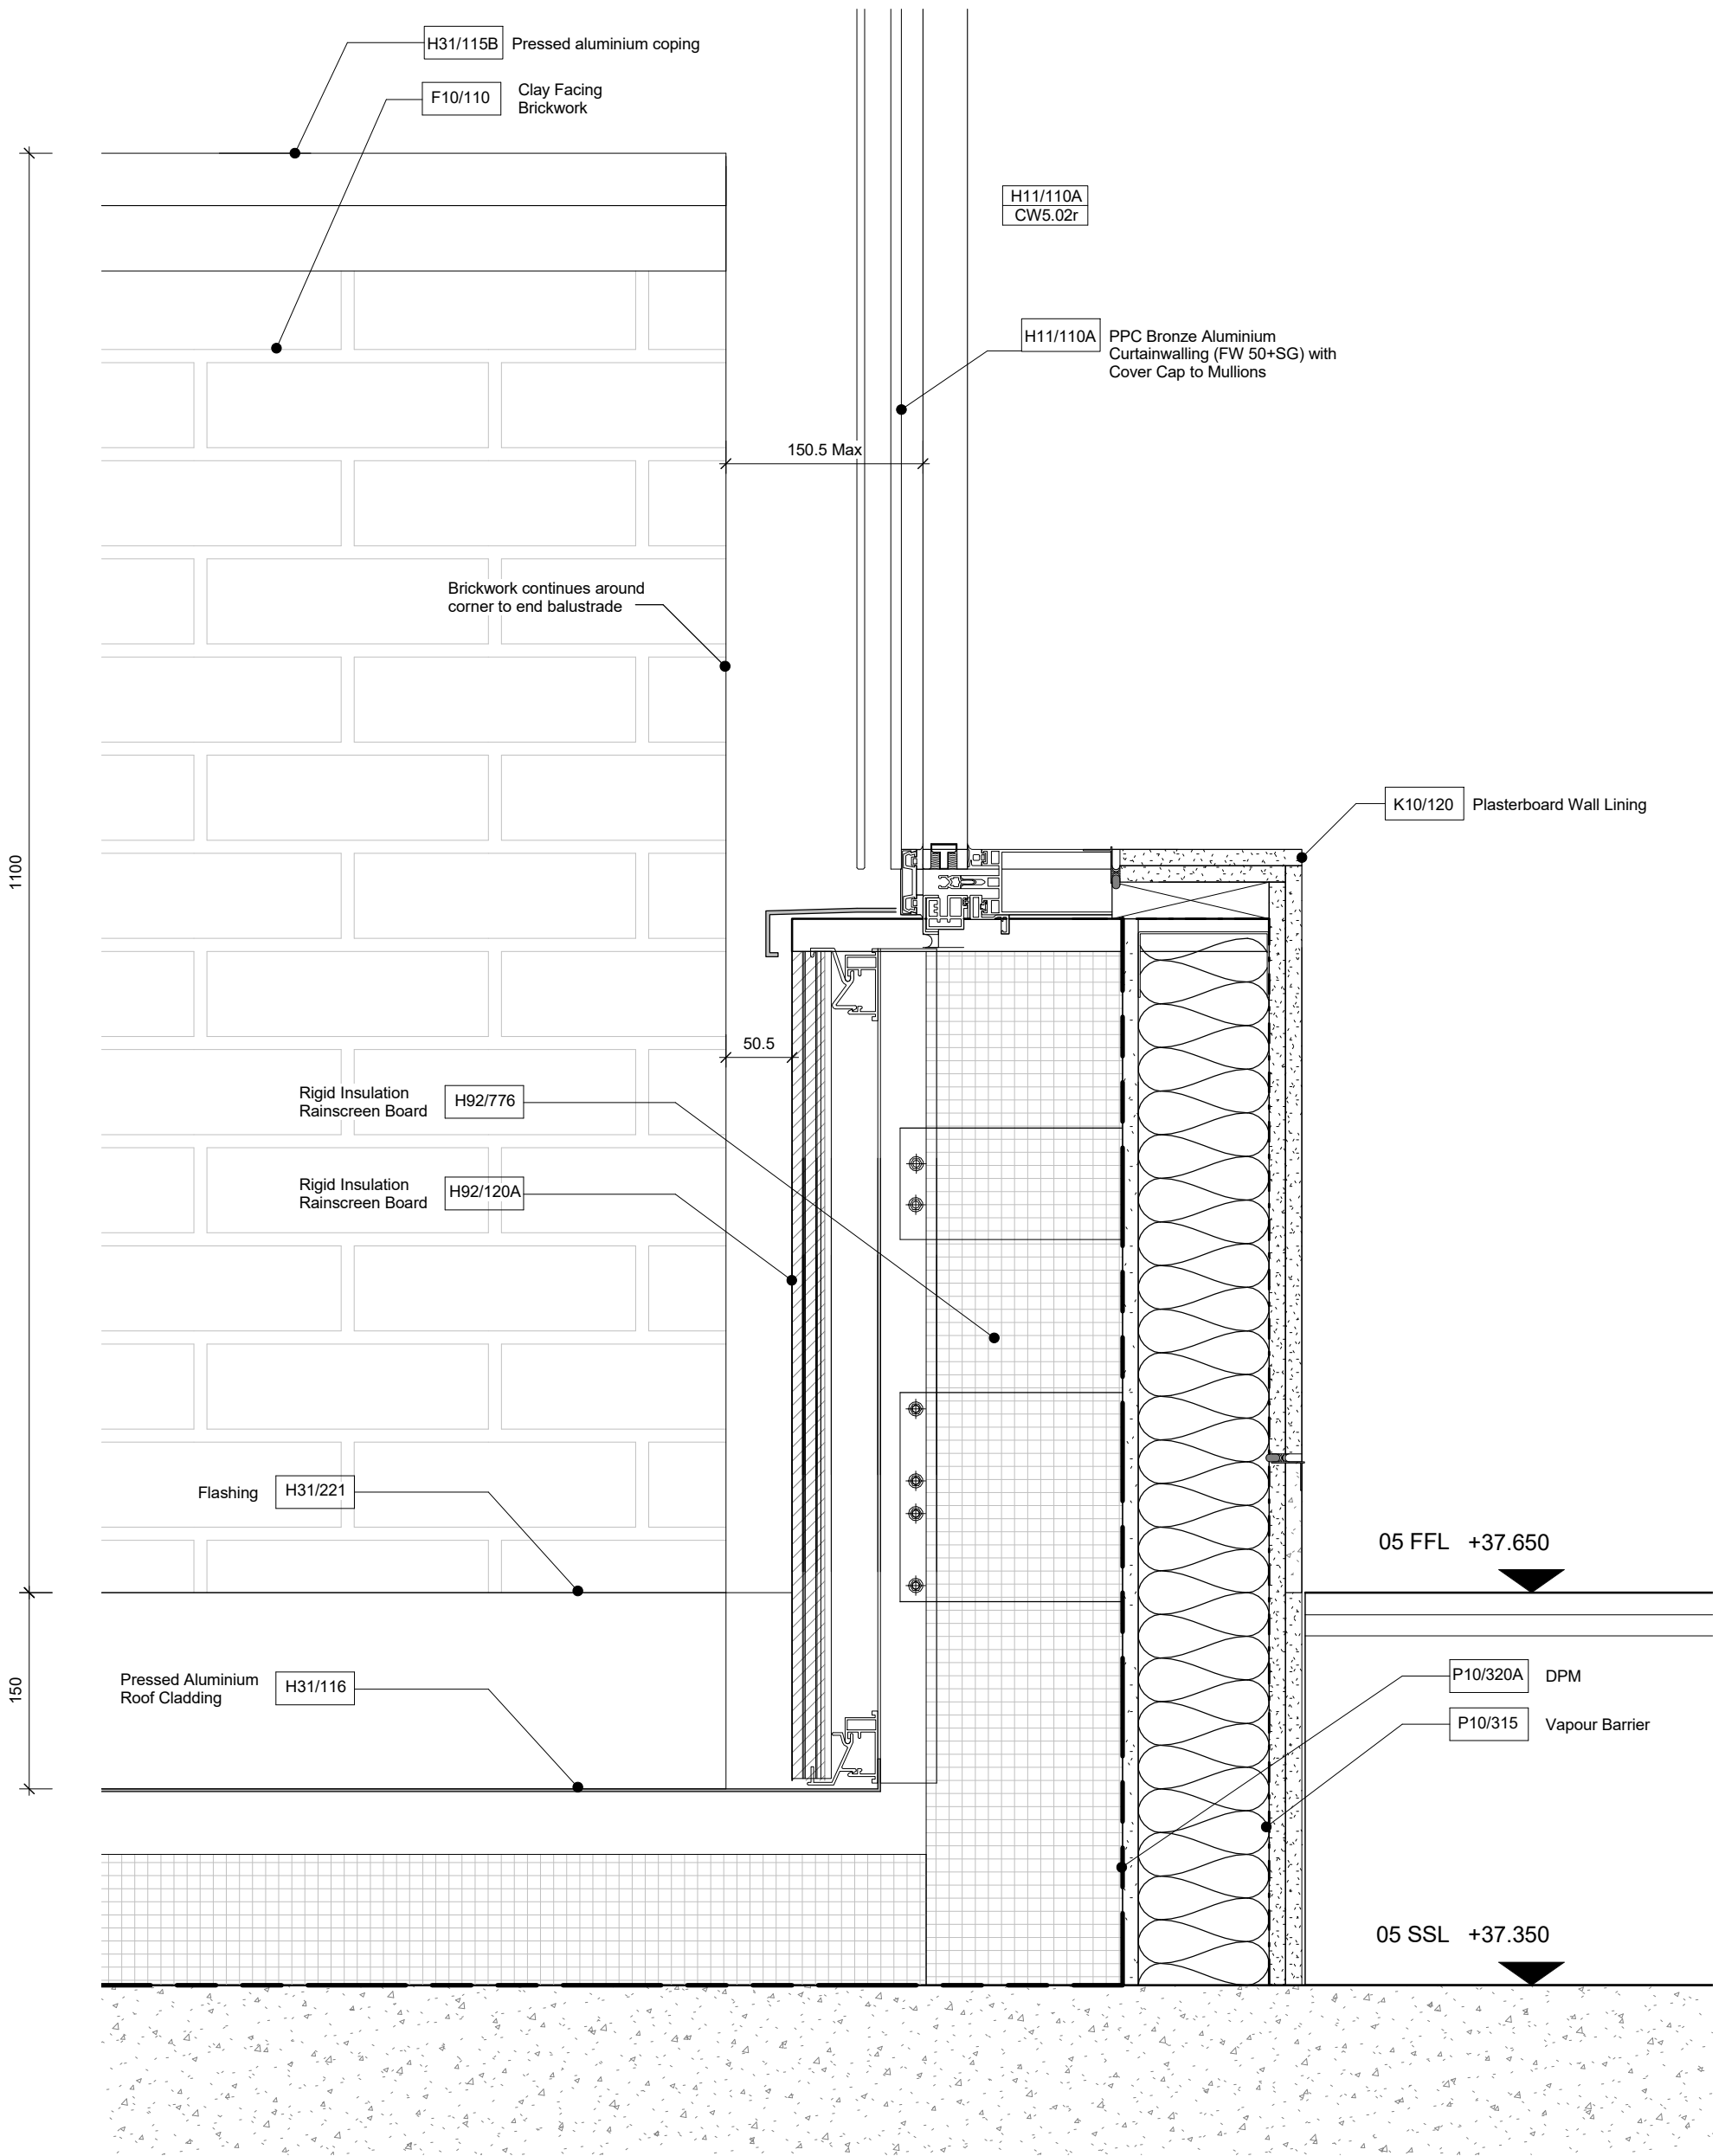 H31/115B Pressed aluminium coping
F10/110 Clay Facing
Brickwork
H11/110A
CW5.02r
H11/110A PPC Bronze Aluminium
Curtainwalling (FW 50+SG) with
Cover Cap to Mullions
150.5 Max
Brickwork continues around
corner to end balustrade
K10/120 Plasterboard Wall Lining
1100
50.5
Rigid Insulation
Rainscreen Board H92/776
Rigid Insulation
Rainscreen Board H92/120A
Flashing H31/221
05 FFL +37.650
Pressed Aluminium
Roof Cladding H31/116
150
P10/320A DPM
P10/315 Vapour Barrier
05 SSL +37.350